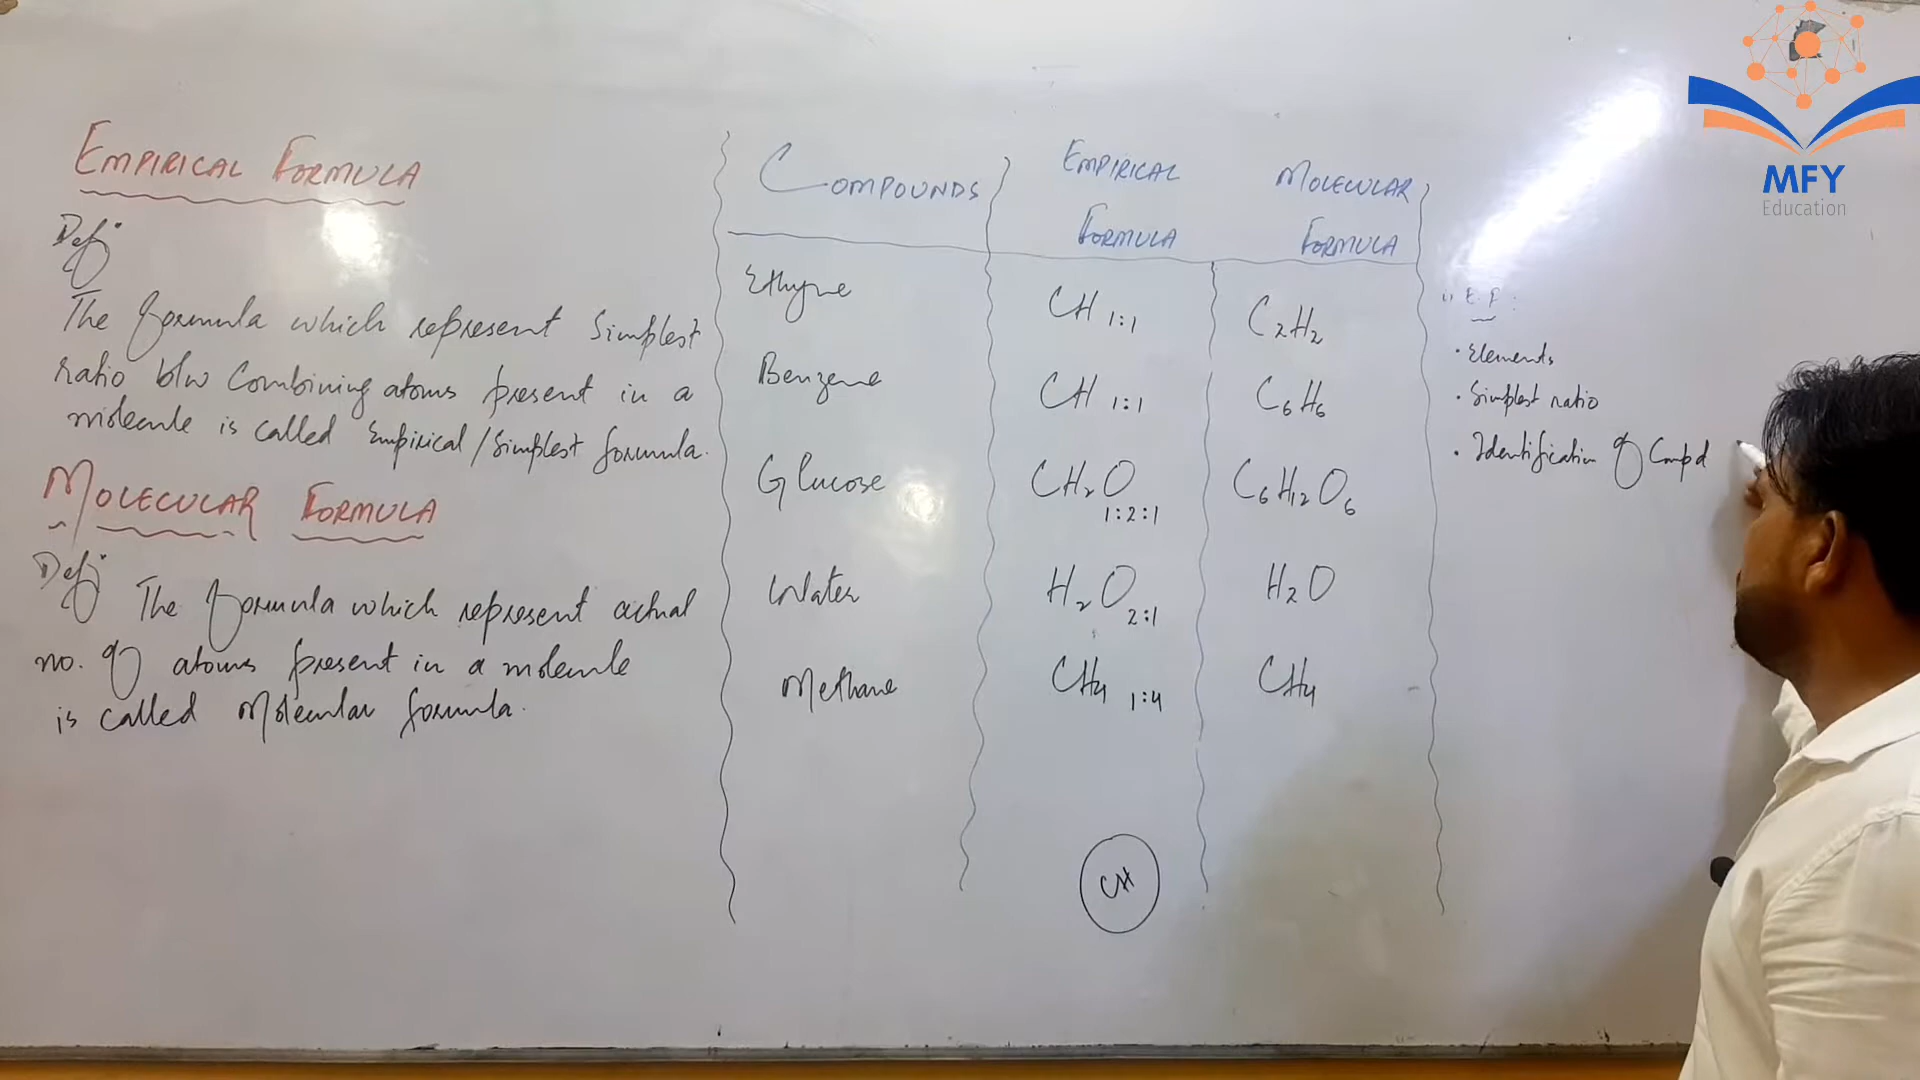 EMPIRICAL FORMULA
Def
The formula which represent Simplest
ratio b/w Combining atoms present in a
molecule is called Empirical/Simplest formula.
MOLECULAR FORMULA
Def
The formula which represent actual
no. of atoms present in a molecule
is called Molecular formula.
COMPOUNDS
EMPIRICAL
FORMULA
MOLECULAR
FORMULA
Ethyne
CH 1:1
C2H2
Benzene
CH 1:1
C6H6
Glucose
CH2O
1:2:1
C6H12O6
Water
H2O
2:1
H2O
Methane
CH4 1:4
CH4
CH
E.F.
• Elements
• Simplest ratio
• Identification of Compd
MFY
Education